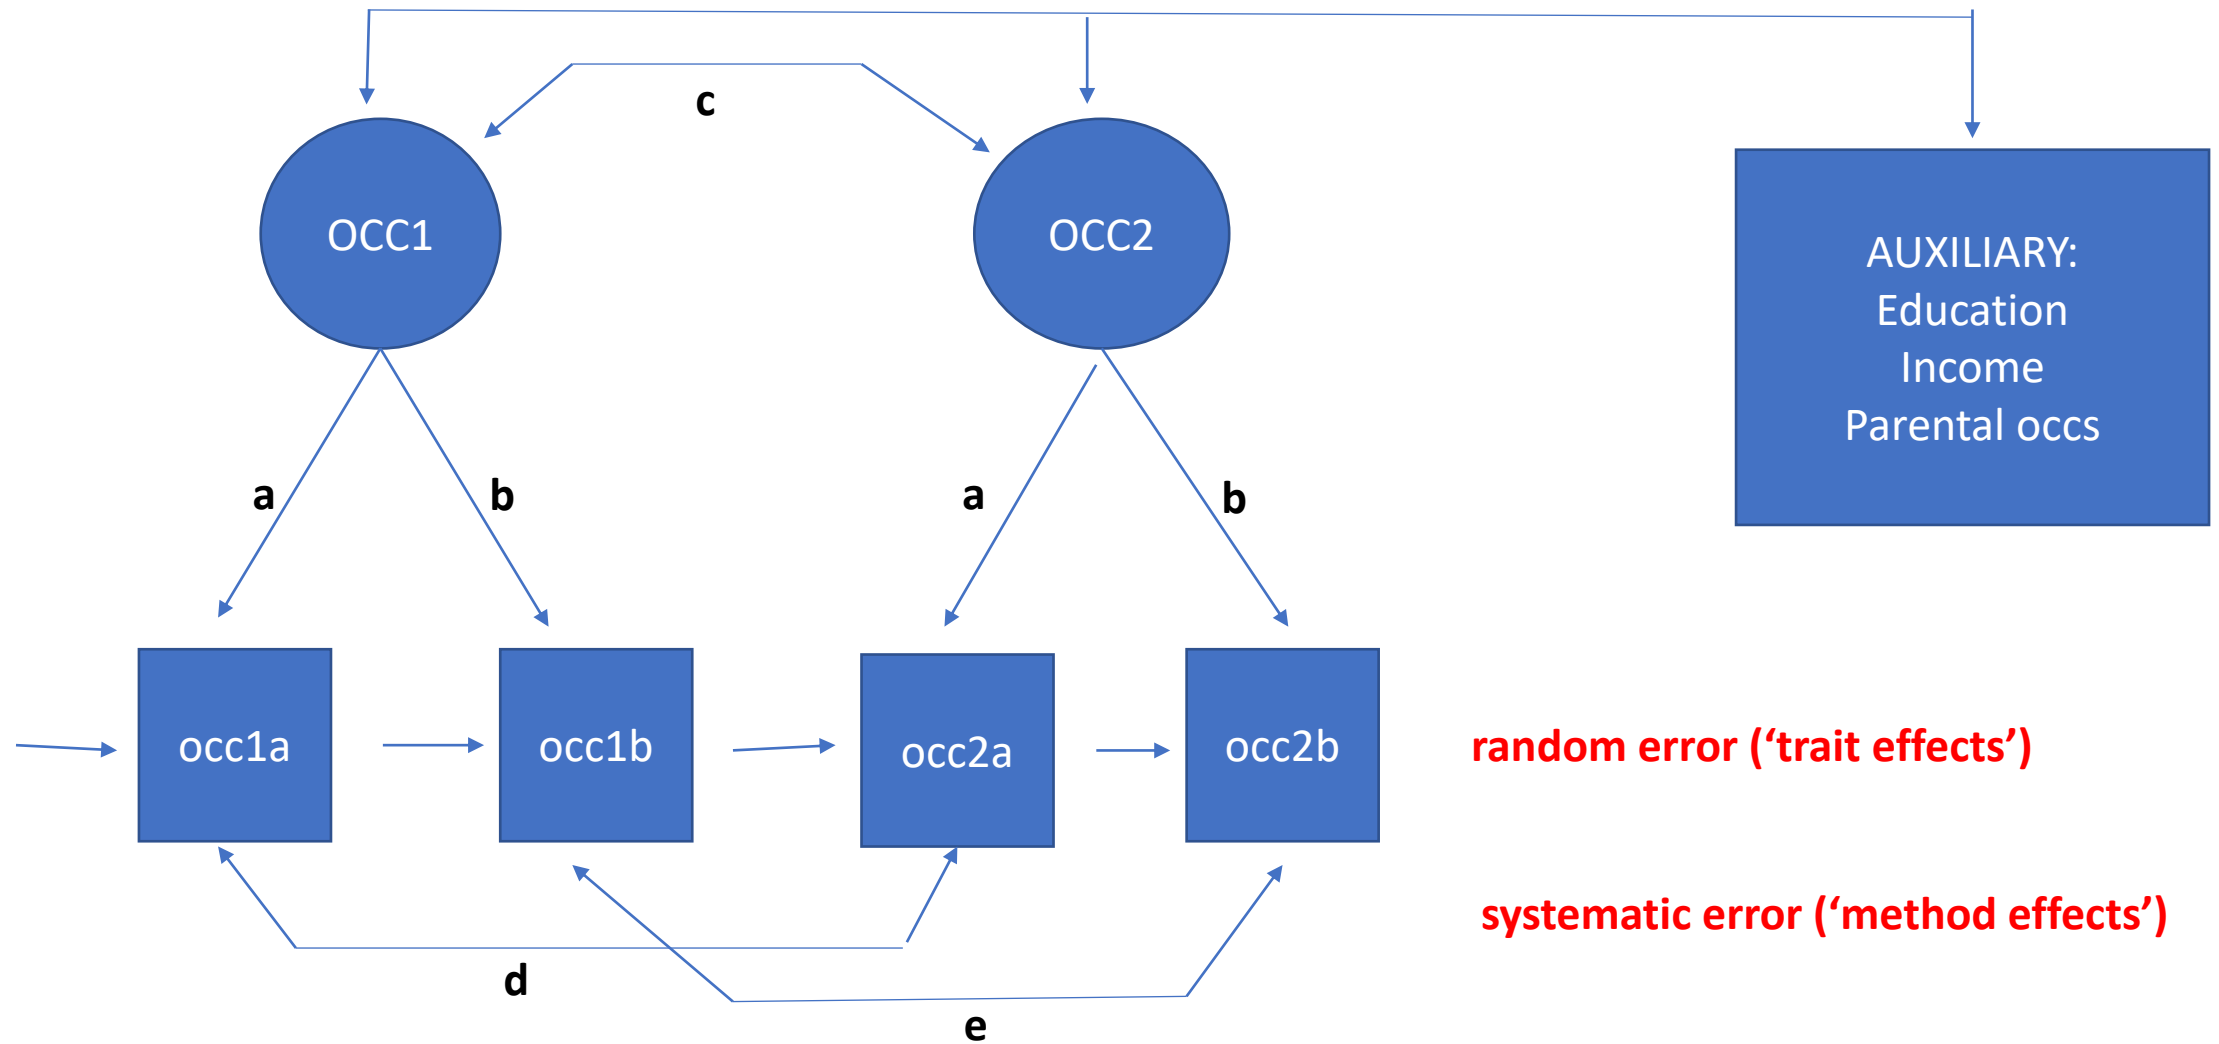 c
OCC1
OCC2
AUXILIARY:
Education
Income
Parental occs
a
b
a
b
occ1a
occ1b
occ2a
occ2b
random error (‘trait effects’)
systematic error (‘method effects’)
d
e